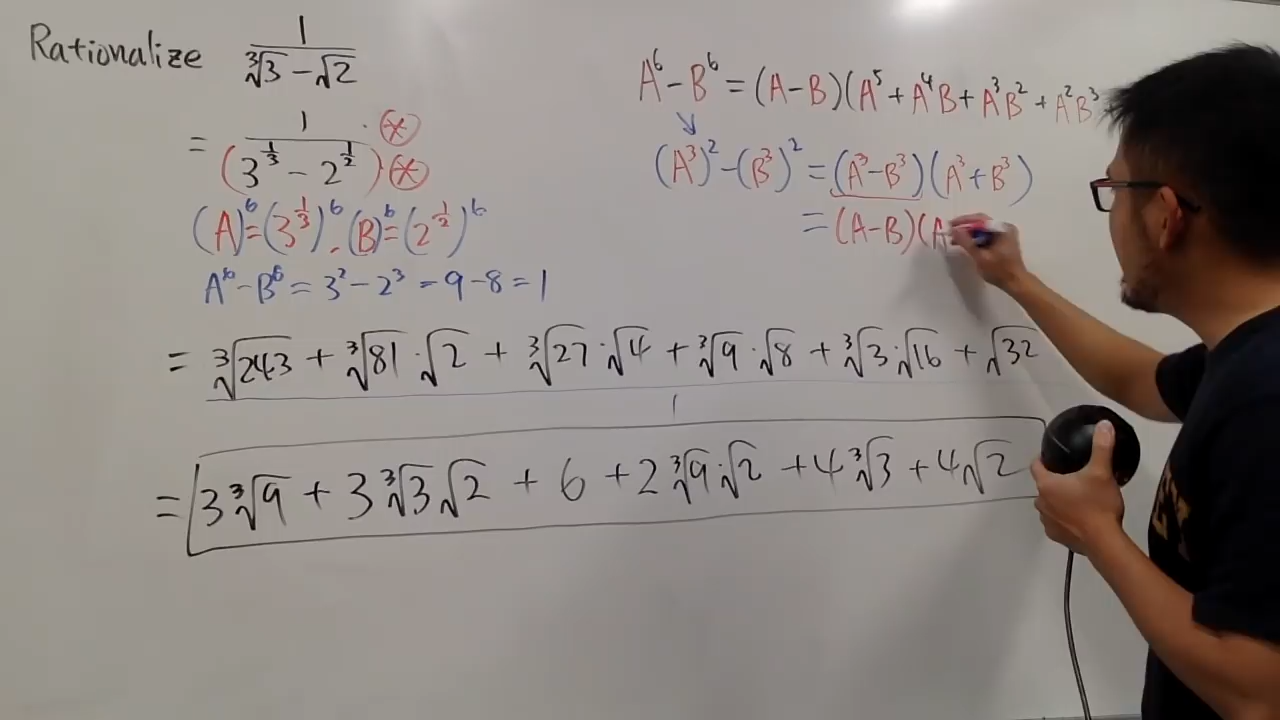 Rationalize 1/(∛3 − √2)
= 1/(3^(1/3) − 2^(1/2)) · ⊛/⊛
(A)^6 = (3^(1/3))^6, (B)^6 = (2^(1/2))^6
A^6 − B^6 = 3^2 − 2^3 = 9 − 8 = 1
= (∛243 + ∛81 · √2 + ∛27 · √4 + ∛9 · √8 + ∛3 · √16 + √32)/1
= 3∛9 + 3∛3√2 + 6 + 2∛9·√2 + 4∛3 + 4√2
A^6 − B^6 = (A−B)(A^5 + A^4B + A^3B^2 + A^2B^3 +
(A^3)^2 − (B^3)^2 = (A^3 − B^3)(A^3 + B^3)
= (A−B)(A